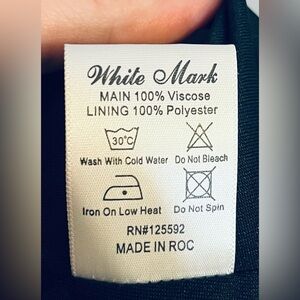 White Mark
MAIN 100% Viscose
LINING 100% Polyester
30°C
Wash With Cold Water Do Not Bleach
Iron On Low Heat Do Not Spin
RN#125592
MADE IN ROC